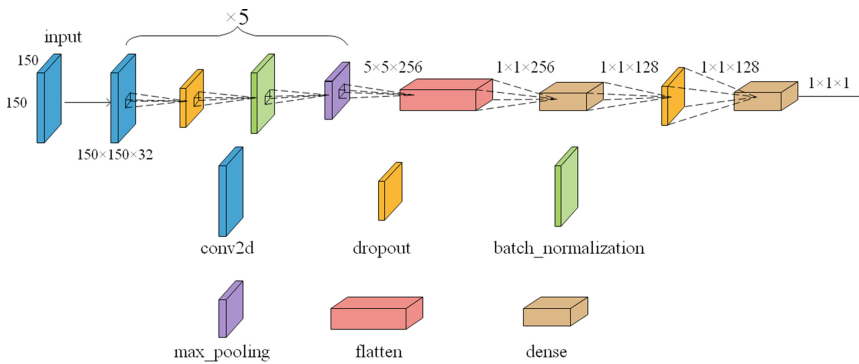 ×5
input
150
150
150×150×32
5×5×256
1×1×256
1×1×128
1×1×128
1×1×1
conv2d
dropout
batch_normalization
max_pooling
flatten
dense